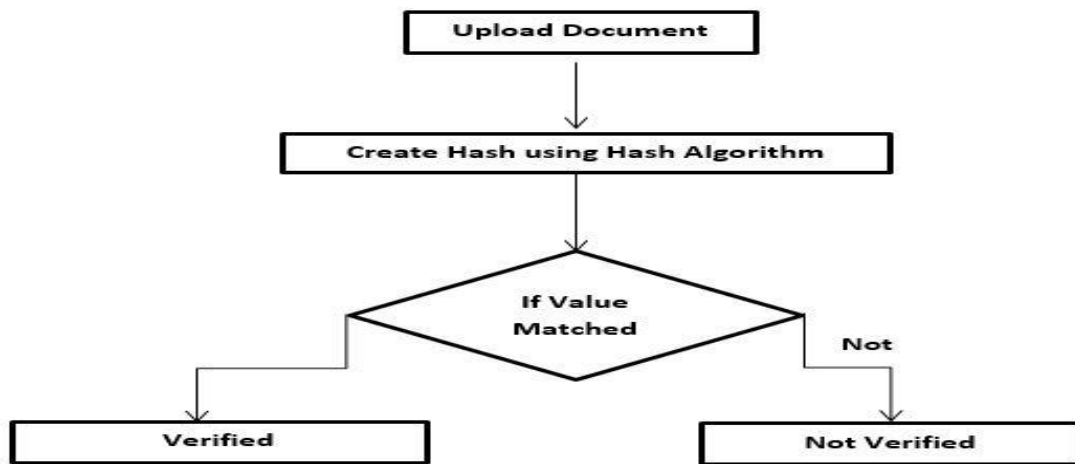 Upload Document
Create Hash using Hash Algorithm
If Value
Matched
Not
Verified
Not Verified